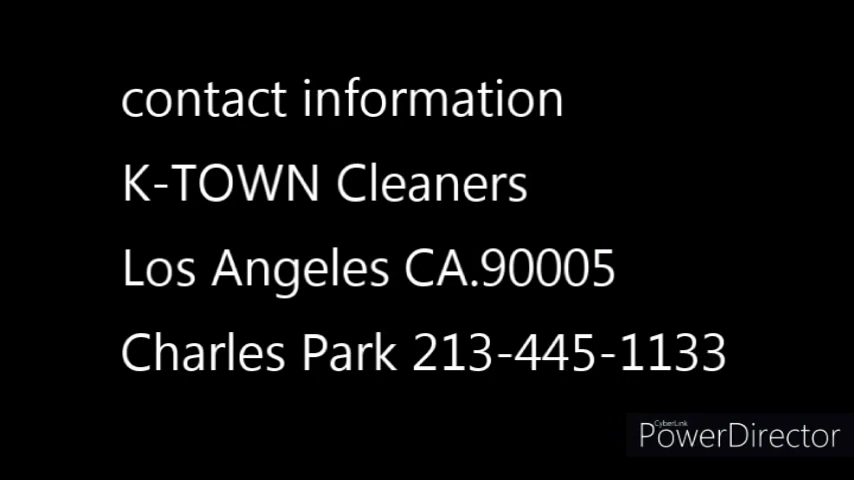 contact information
K-TOWN Cleaners
Los Angeles CA.90005
Charles Park 213-445-1133
CyberLink
PowerDirector